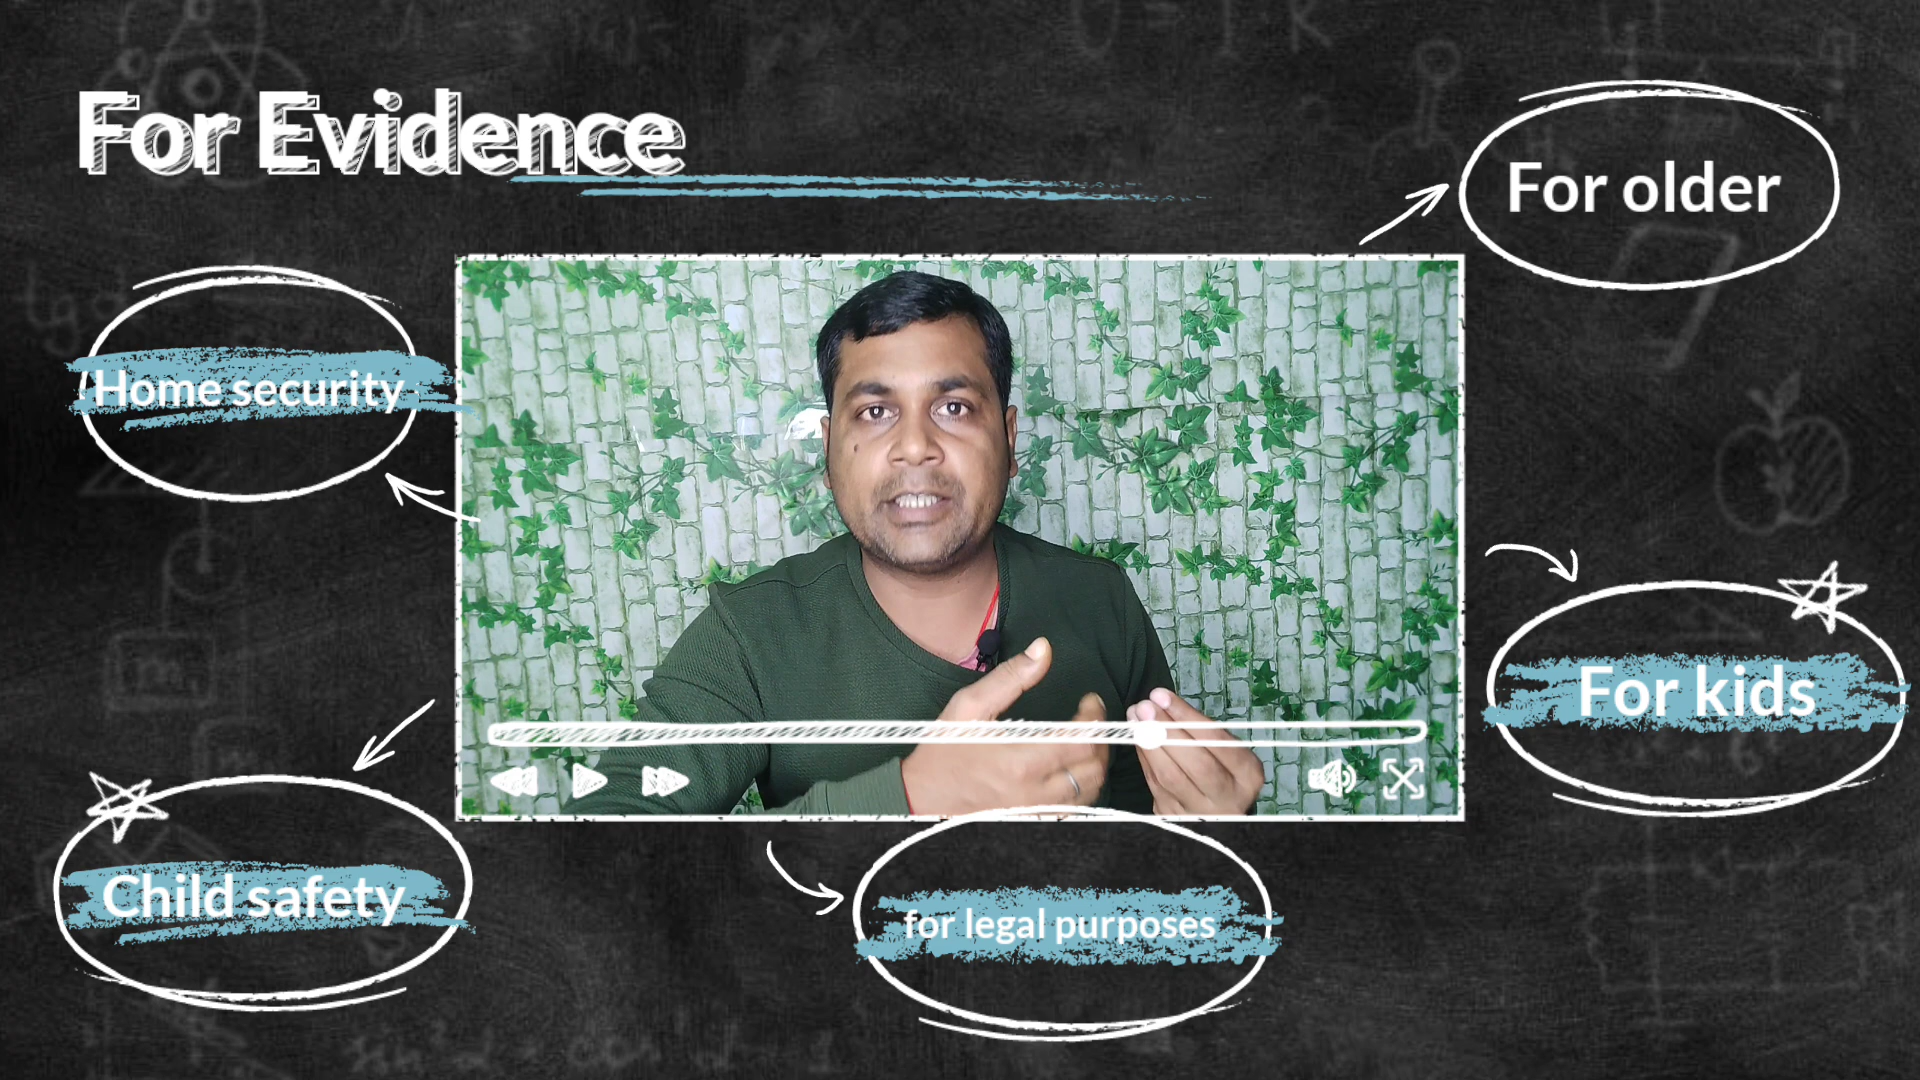 For Evidence
For older
Home security
For kids
Child safety
for legal purposes